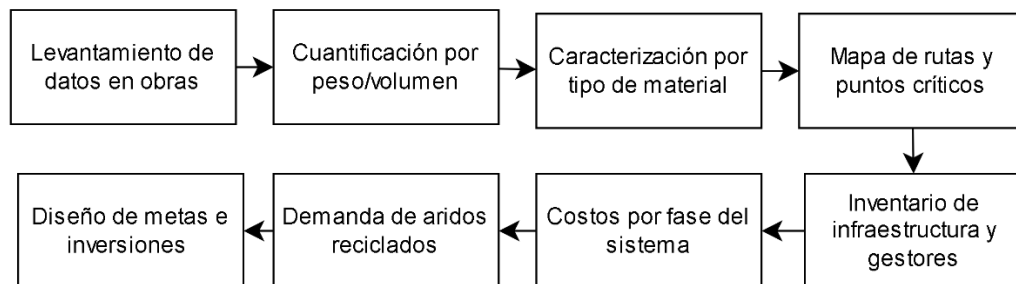 Levantamiento de
datos en obras
Cuantificación por
peso/volumen
Caracterización por
tipo de material
Mapa de rutas y
puntos críticos
Inventario de
infraestructura y
gestores
Costos por fase del
sistema
Demanda de aridos
reciclados
Diseño de metas e
inversiones